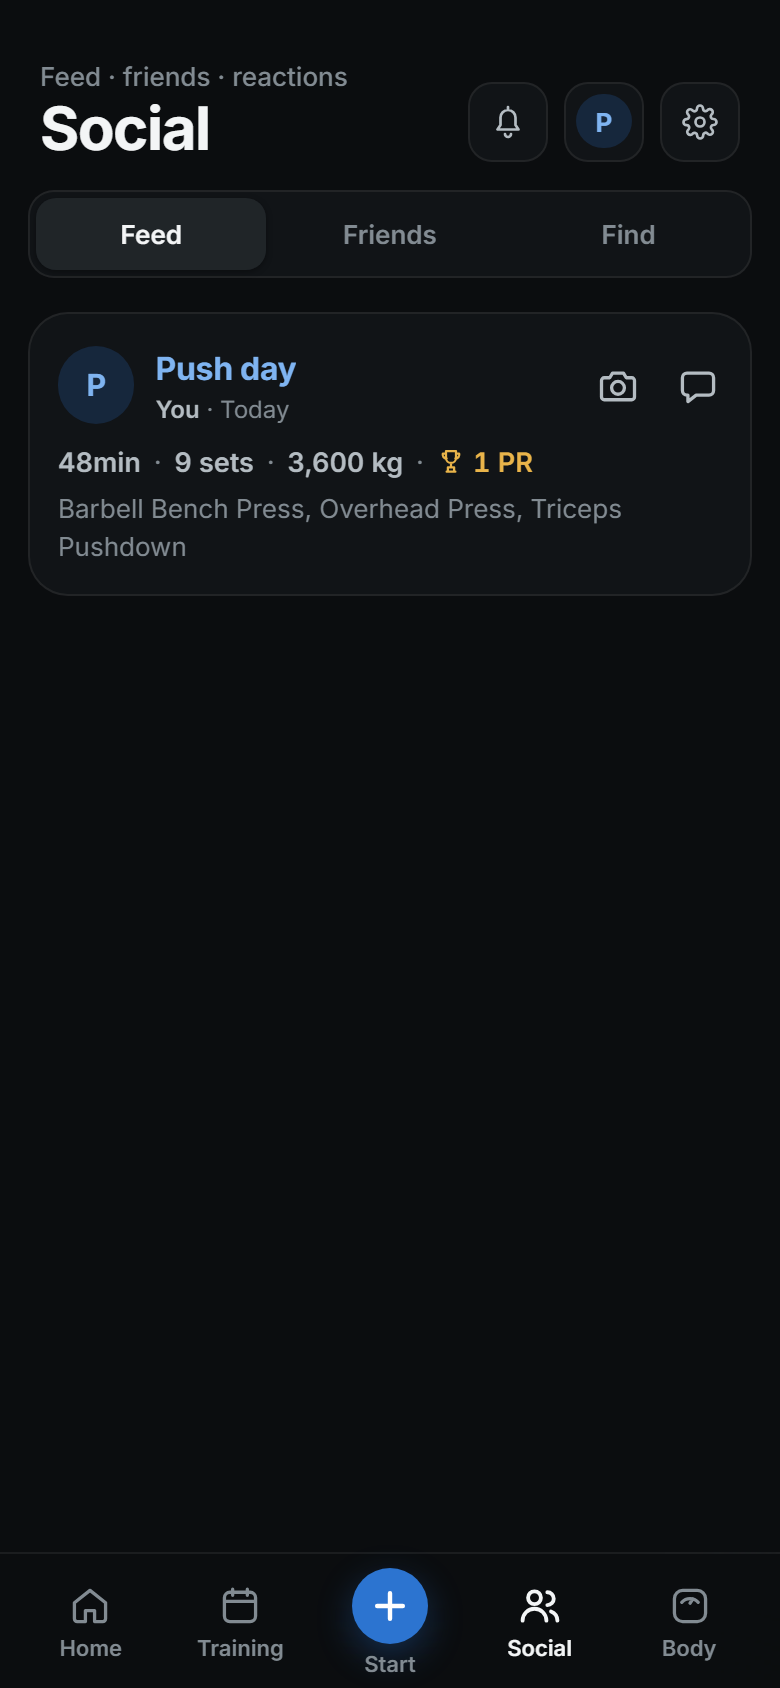 Feed · friends · reactions
Social
P
Feed
Friends
Find
P
Push day
You · Today
48min · 9 sets · 3,600 kg · 1 PR
Barbell Bench Press, Overhead Press, Triceps
Pushdown
Home
Training
Start
Social
Body